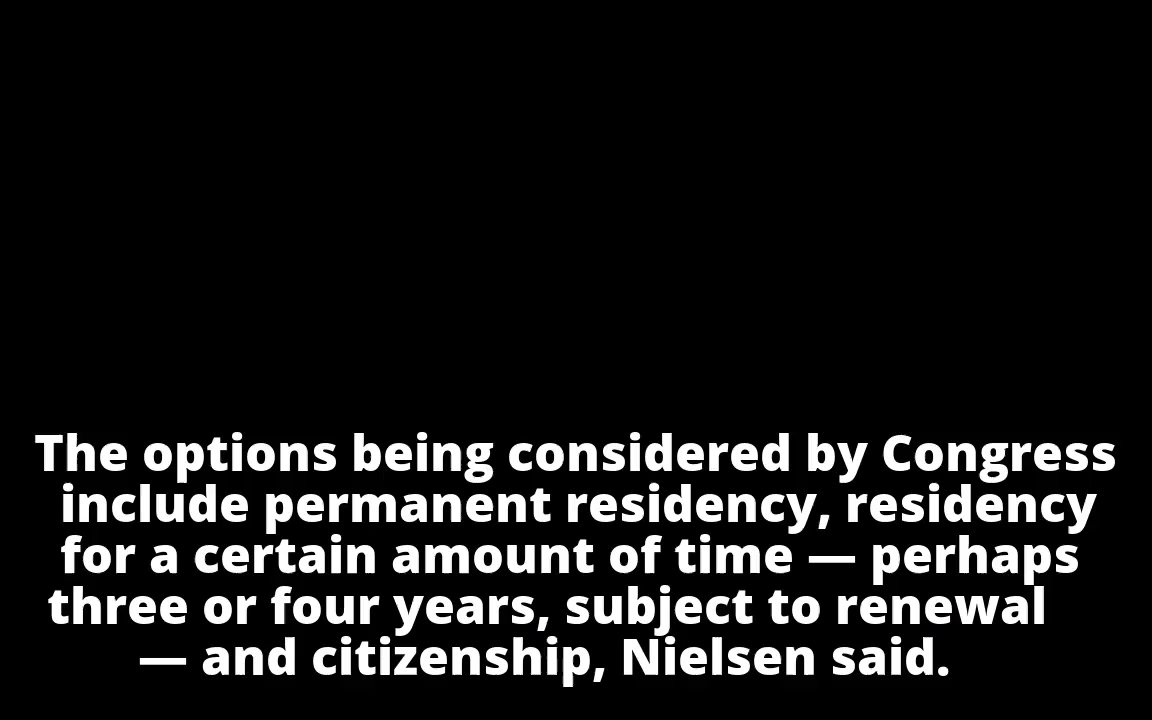 The options being considered by Congress
include permanent residency, residency
for a certain amount of time — perhaps
three or four years, subject to renewal
— and citizenship, Nielsen said.